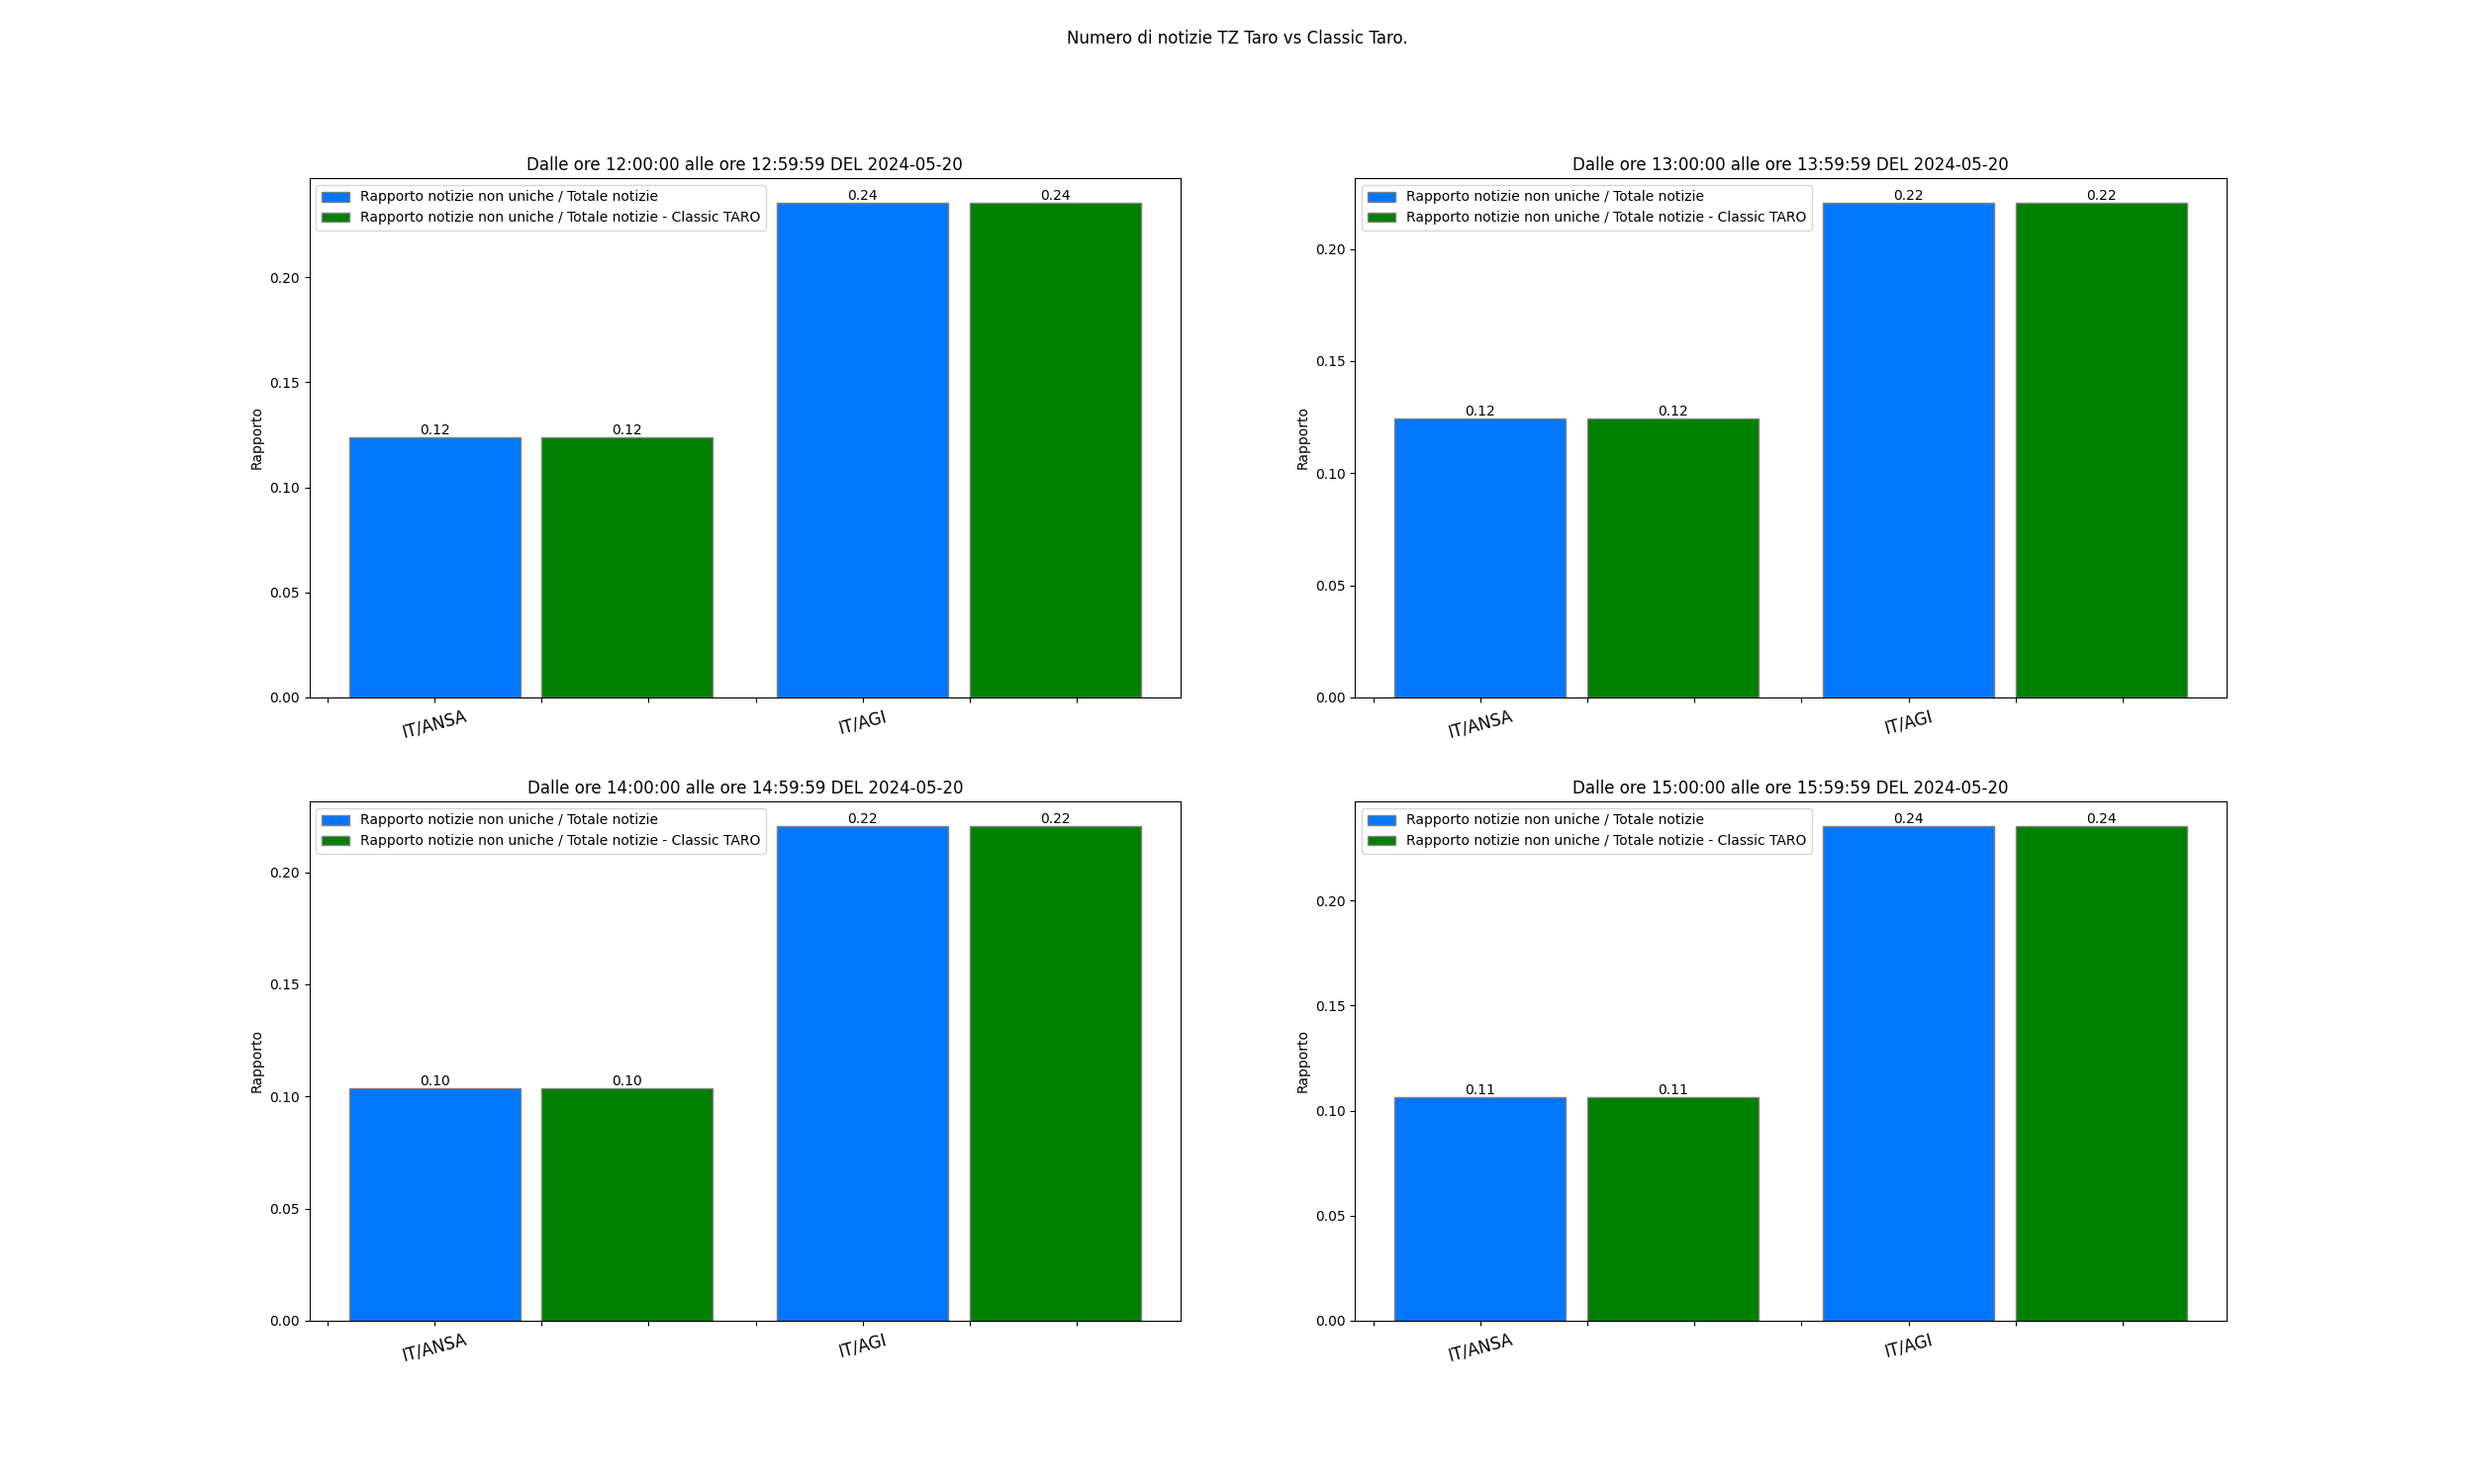 Numero di notizie TZ Taro vs Classic Taro.
Dalle ore 12:00:00 alle ore 12:59:59 DEL 2024-05-20
Rapporto notizie non uniche / Totale notizie
Rapporto notizie non uniche / Totale notizie - Classic TARO
0.24
0.24
0.12
0.12
0.20
0.15
0.10
0.05
0.00
Rapporto
IT/ANSA
IT/AGI
Dalle ore 13:00:00 alle ore 13:59:59 DEL 2024-05-20
Rapporto notizie non uniche / Totale notizie
Rapporto notizie non uniche / Totale notizie - Classic TARO
0.22
0.22
0.12
0.12
0.20
0.15
0.10
0.05
0.00
Rapporto
IT/ANSA
IT/AGI
Dalle ore 14:00:00 alle ore 14:59:59 DEL 2024-05-20
Rapporto notizie non uniche / Totale notizie
Rapporto notizie non uniche / Totale notizie - Classic TARO
0.22
0.22
0.10
0.10
0.20
0.15
0.10
0.05
0.00
Rapporto
IT/ANSA
IT/AGI
Dalle ore 15:00:00 alle ore 15:59:59 DEL 2024-05-20
Rapporto notizie non uniche / Totale notizie
Rapporto notizie non uniche / Totale notizie - Classic TARO
0.24
0.24
0.11
0.11
0.20
0.15
0.10
0.05
0.00
Rapporto
IT/ANSA
IT/AGI